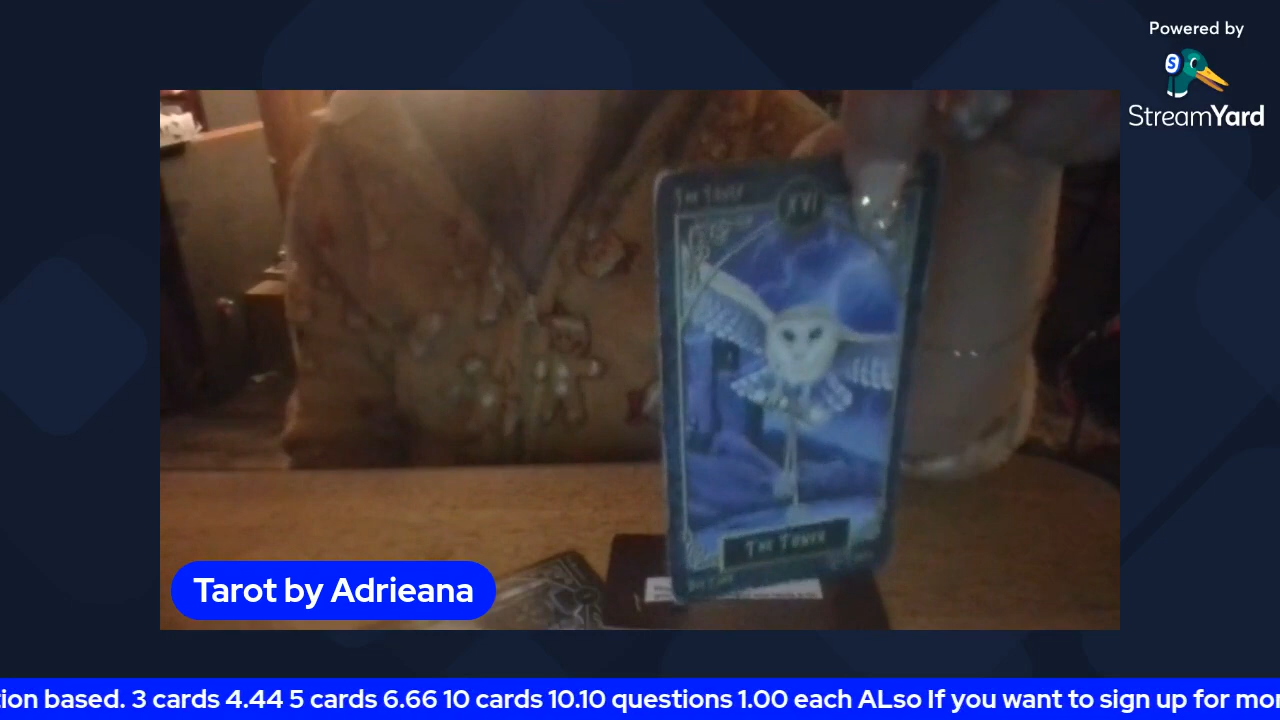 Powered by
StreamYard
THE TOWER
XVI
THE TOWER
Tarot by Adrieana
ion based. 3 cards 4.44 5 cards 6.66 10 cards 10.10 questions 1.00 each ALso If you want to sign up for mor